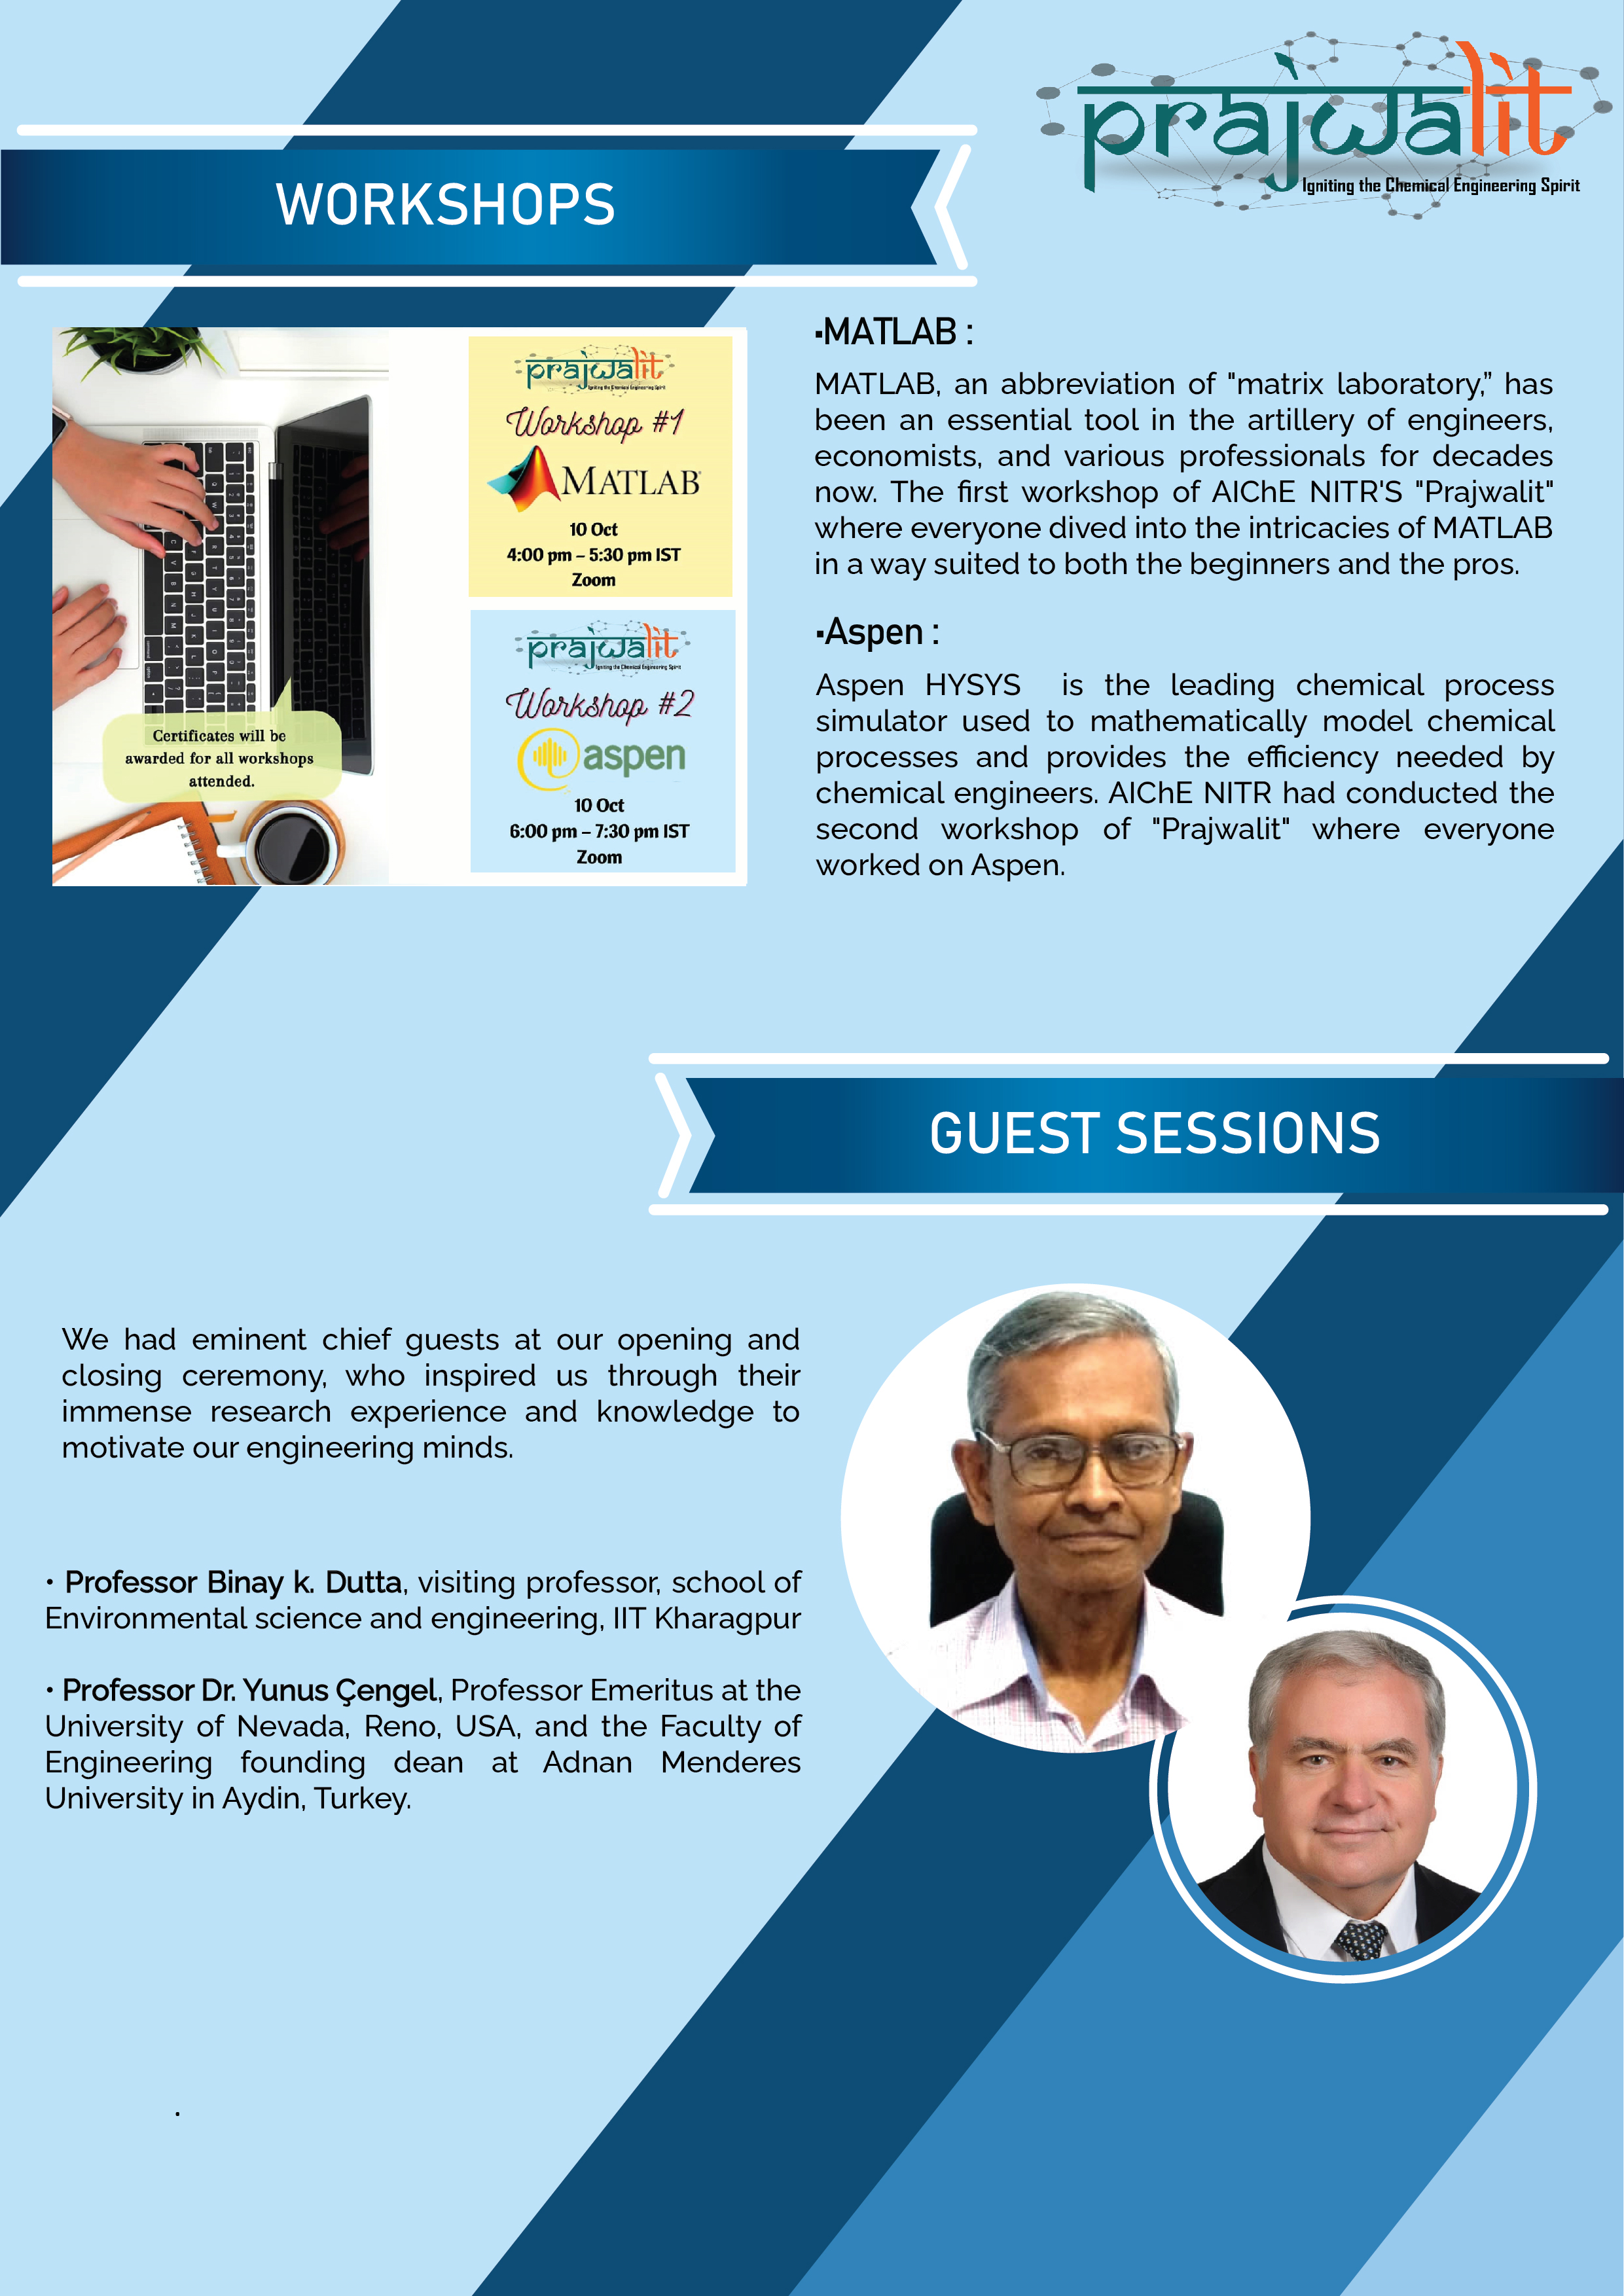 prajwalit
Igniting the Chemical Engineering Spirit
WORKSHOPS
prajwalit
Igniting the Chemical Engineering Spirit
Workshop #1
MATLAB
10 Oct
4:00 pm – 5:30 pm IST
Zoom
prajwalit
Igniting the Chemical Engineering Spirit
Workshop #2
aspen
10 Oct
6:00 pm – 7:30 pm IST
Zoom
Certificates will be
awarded for all workshops
attended.
▪MATLAB :
MATLAB, an abbreviation of "matrix laboratory,” has
been an essential tool in the artillery of engineers,
economists, and various professionals for decades
now. The first workshop of AIChE NITR'S "Prajwalit"
where everyone dived into the intricacies of MATLAB
in a way suited to both the beginners and the pros.
▪Aspen :
Aspen HYSYS is the leading chemical process
simulator used to mathematically model chemical
processes and provides the efficiency needed by
chemical engineers. AIChE NITR had conducted the
second workshop of "Prajwalit" where everyone
worked on Aspen.
GUEST SESSIONS
We had eminent chief guests at our opening and
closing ceremony, who inspired us through their
immense research experience and knowledge to
motivate our engineering minds.
• Professor Binay k. Dutta, visiting professor, school of
Environmental science and engineering, IIT Kharagpur
• Professor Dr. Yunus Çengel, Professor Emeritus at the
University of Nevada, Reno, USA, and the Faculty of
Engineering founding dean at Adnan Menderes
University in Aydin, Turkey.
.